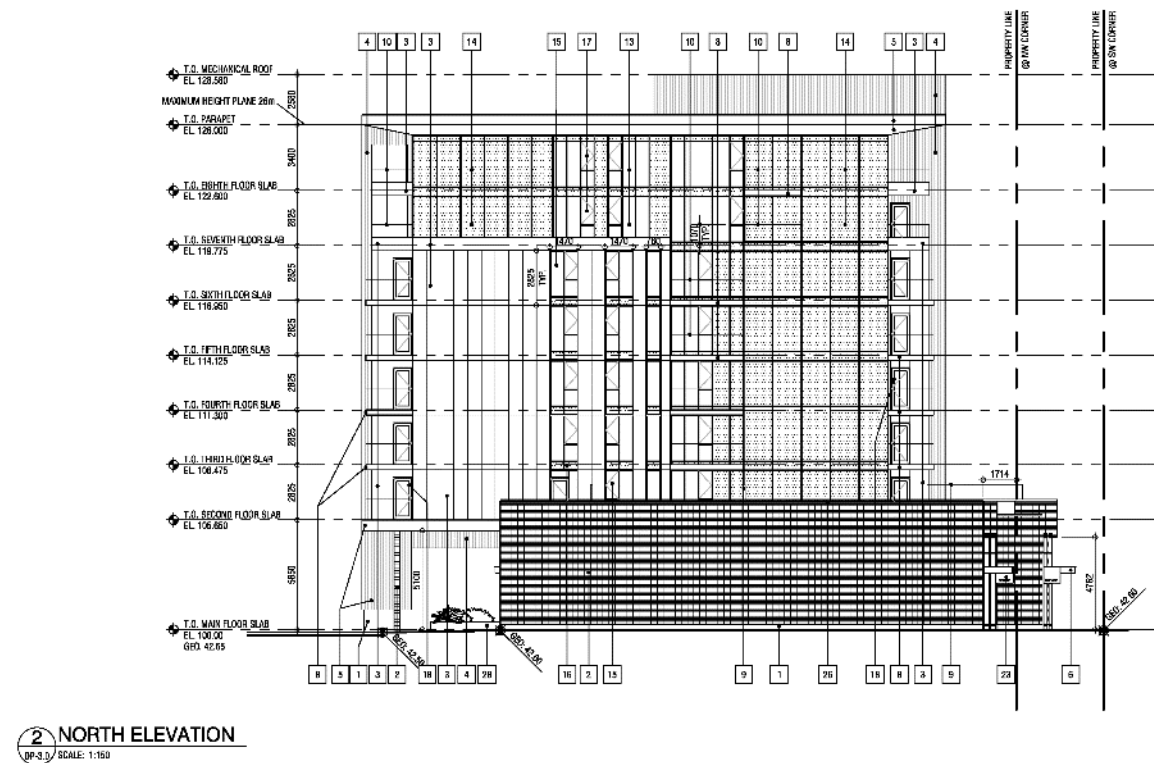 PROPERTY LINE
@ NW CORNER
PROPERTY LINE
@ SW CORNER
4 10 3 3 14 15 17 13 10 8 10 8 14 5 3 4
T.O. MECHANICAL ROOF
EL. 128.580
2580
MAXIMUM HEIGHT PLANE 26m
T.O. PARAPET
EL. 126.000
3400
T.O. EIGHTH FLOOR SLAB
EL. 122.600
2825
T.O. SEVENTH FLOOR SLAB
EL. 119.775
1470 1470
1070
TYP.
2825
2825
TYP.
T.O. SIXTH FLOOR SLAB
EL. 116.950
2825
T.O. FIFTH FLOOR SLAB
EL. 114.125
2825
T.O. FOURTH FLOOR SLAB
EL. 111.300
2825
T.O. THIRD FLOOR SLAB
EL. 108.475
2825
1714
T.O. SECOND FLOOR SLAB
EL. 105.650
5650
5100
4762
T.O. MAIN FLOOR SLAB
EL. 100.00
GEO. 42.65
GEO: 42.50
GEO: 42.60
8 5 1 3 2 18 3 4 28 16 2 15 9 1 26 18 8 3 9 23 6
2 NORTH ELEVATION
DP-3.0 SCALE: 1:150